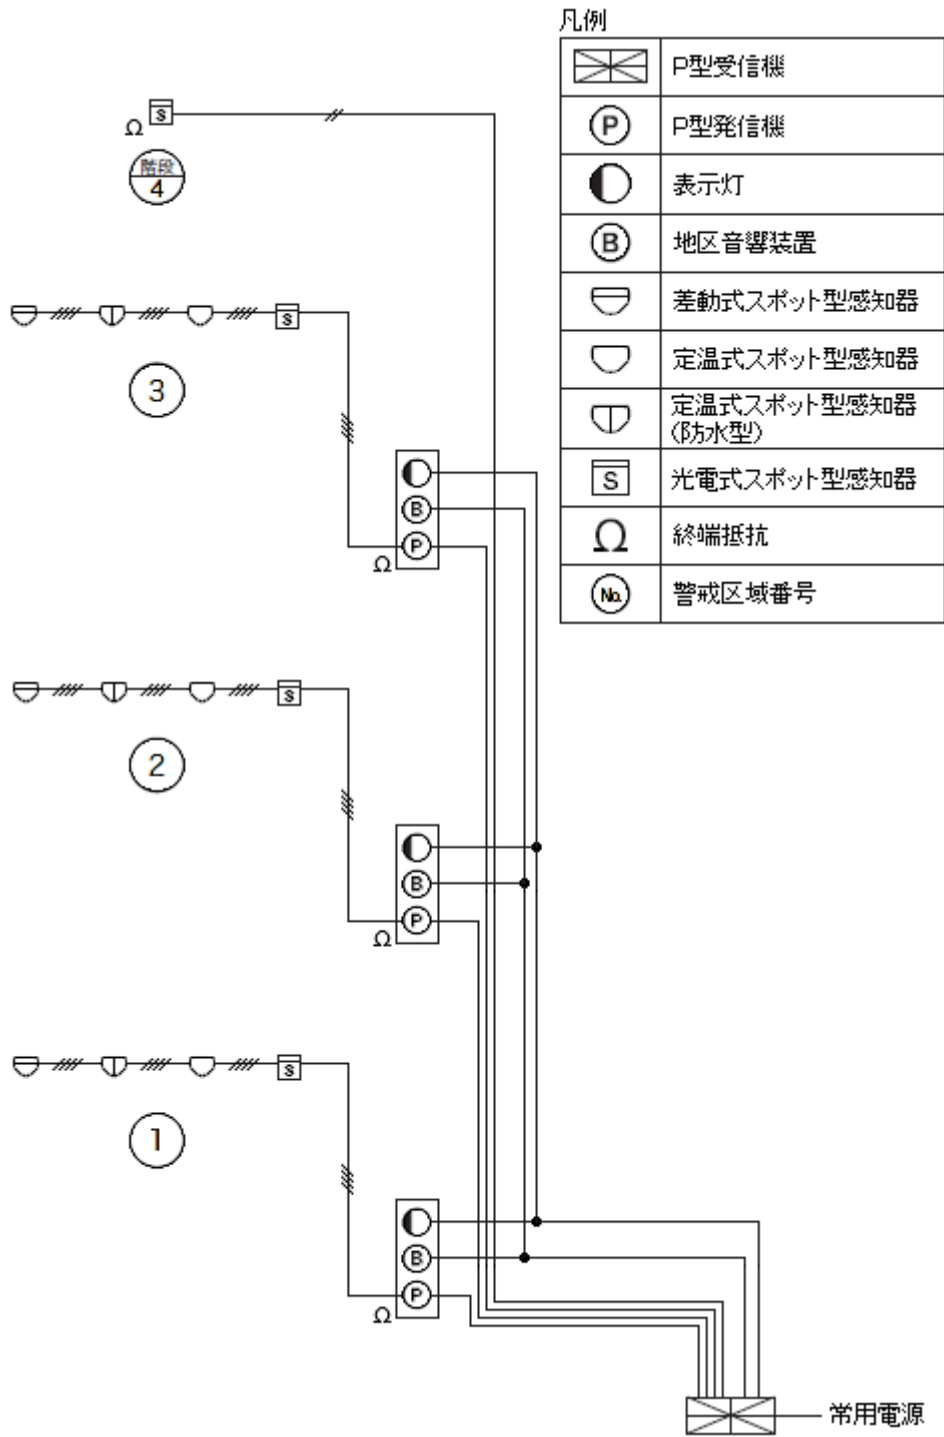 凡例
P型受信機
P P型発信機
表示灯
B 地区音響装置
差動式スポット型感知器
定温式スポット型感知器
定温式スポット型感知器
(防水型)
S 光電式スポット型感知器
Ω 終端抵抗
No. 警戒区域番号
Ω S
階段
4
S
3
B
P
Ω
S
2
B
P
Ω
S
1
B
P
Ω
常用電源